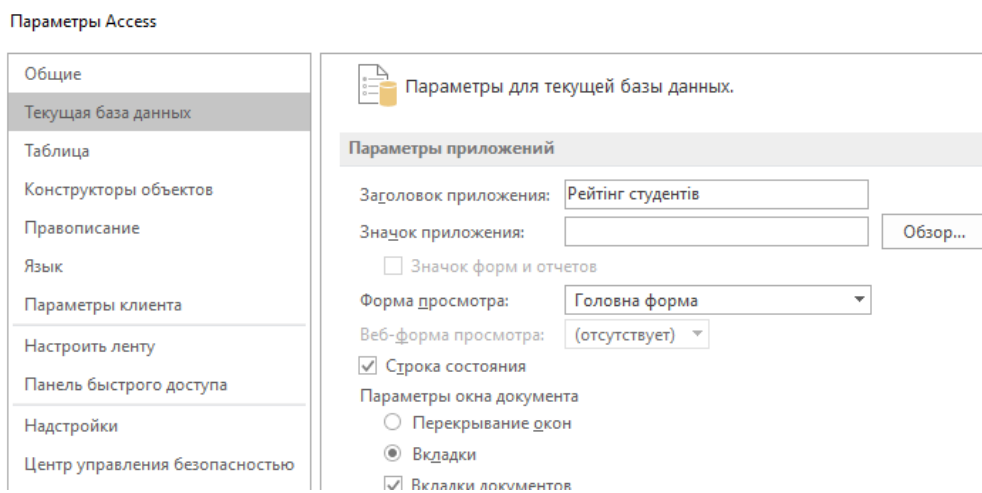 Параметры Access
Общие
Текущая база данных
Таблица
Конструкторы объектов
Правописание
Язык
Параметры клиента
Настроить ленту
Панель быстрого доступа
Надстройки
Центр управления безопасностью
Параметры для текущей базы данных.
Параметры приложений
Заголовок приложения: Рейтінг студентів
Значок приложения: Обзор...
Значок форм и отчетов
Форма просмотра: Головна форма
Веб-форма просмотра: (отсутствует)
Строка состояния
Параметры окна документа
Перекрывание окон
Вкладки
Вкладки документов